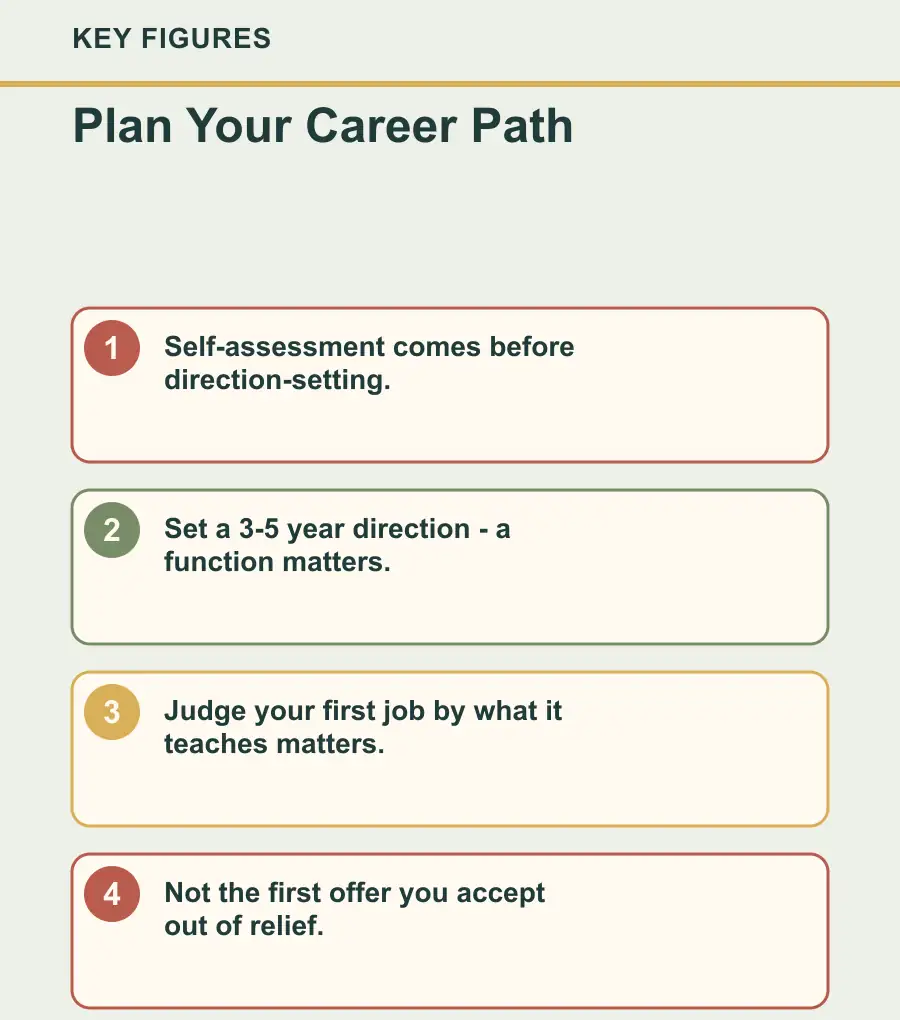 KEY FIGURES
Plan Your Career Path
1
Self-assessment comes before
direction-setting.
2
Set a 3-5 year direction - a
function matters.
3
Judge your first job by what it
teaches matters.
4
Not the first offer you accept
out of relief.